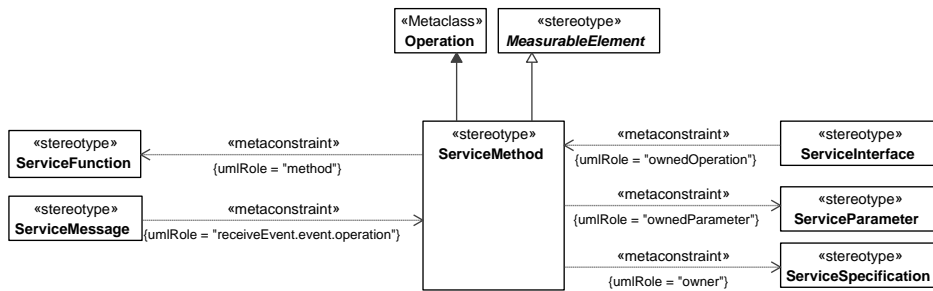 «Metaclass»
Operation
«stereotype»
MeasurableElement
«stereotype»
ServiceFunction
«metaconstraint»
{umlRole = "method"}
«stereotype»
ServiceMessage
«metaconstraint»
{umlRole = "receiveEvent.event.operation"}
«stereotype»
ServiceMethod
«metaconstraint»
{umlRole = "ownedOperation"}
«stereotype»
ServiceInterface
«metaconstraint»
{umlRole = "ownedParameter"}
«stereotype»
ServiceParameter
«metaconstraint»
{umlRole = "owner"}
«stereotype»
ServiceSpecification